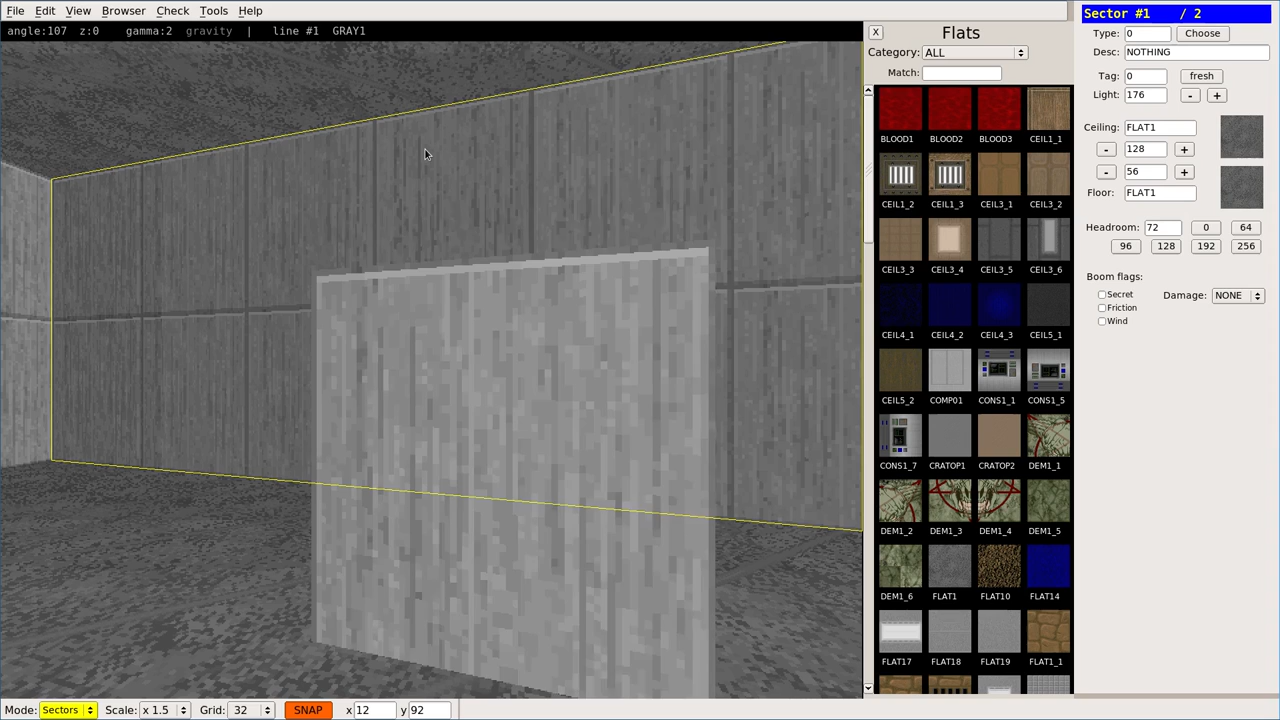 File Edit View Browser Check Tools Help
angle:107 z:0 gamma:2 gravity | line #1 GRAY1
X Flats
Category: ALL
Match:
BLOOD1 BLOOD2 BLOOD3 CEIL1_1
CEIL1_2 CEIL1_3 CEIL3_1 CEIL3_2
CEIL3_3 CEIL3_4 CEIL3_5 CEIL3_6
CEIL4_1 CEIL4_2 CEIL4_3 CEIL5_1
CEIL5_2 COMP01 CONS1_1 CONS1_5
CONS1_7 CRATOP1 CRATOP2 DEM1_1
DEM1_2 DEM1_3 DEM1_4 DEM1_5
DEM1_6 FLAT1 FLAT10 FLAT14
FLAT17 FLAT18 FLAT19 FLAT1_1
Sector #1 / 2
Type: 0 Choose
Desc: NOTHING
Tag: 0 fresh
Light: 176 - +
Ceiling: FLAT1
- 128 +
- 56 +
Floor: FLAT1
Headroom: 72 0 64
96 128 192 256
Boom flags:
Secret Damage: NONE
Friction
Wind
Mode: Sectors Scale: x 1.5 Grid: 32 SNAP x 12 y 92